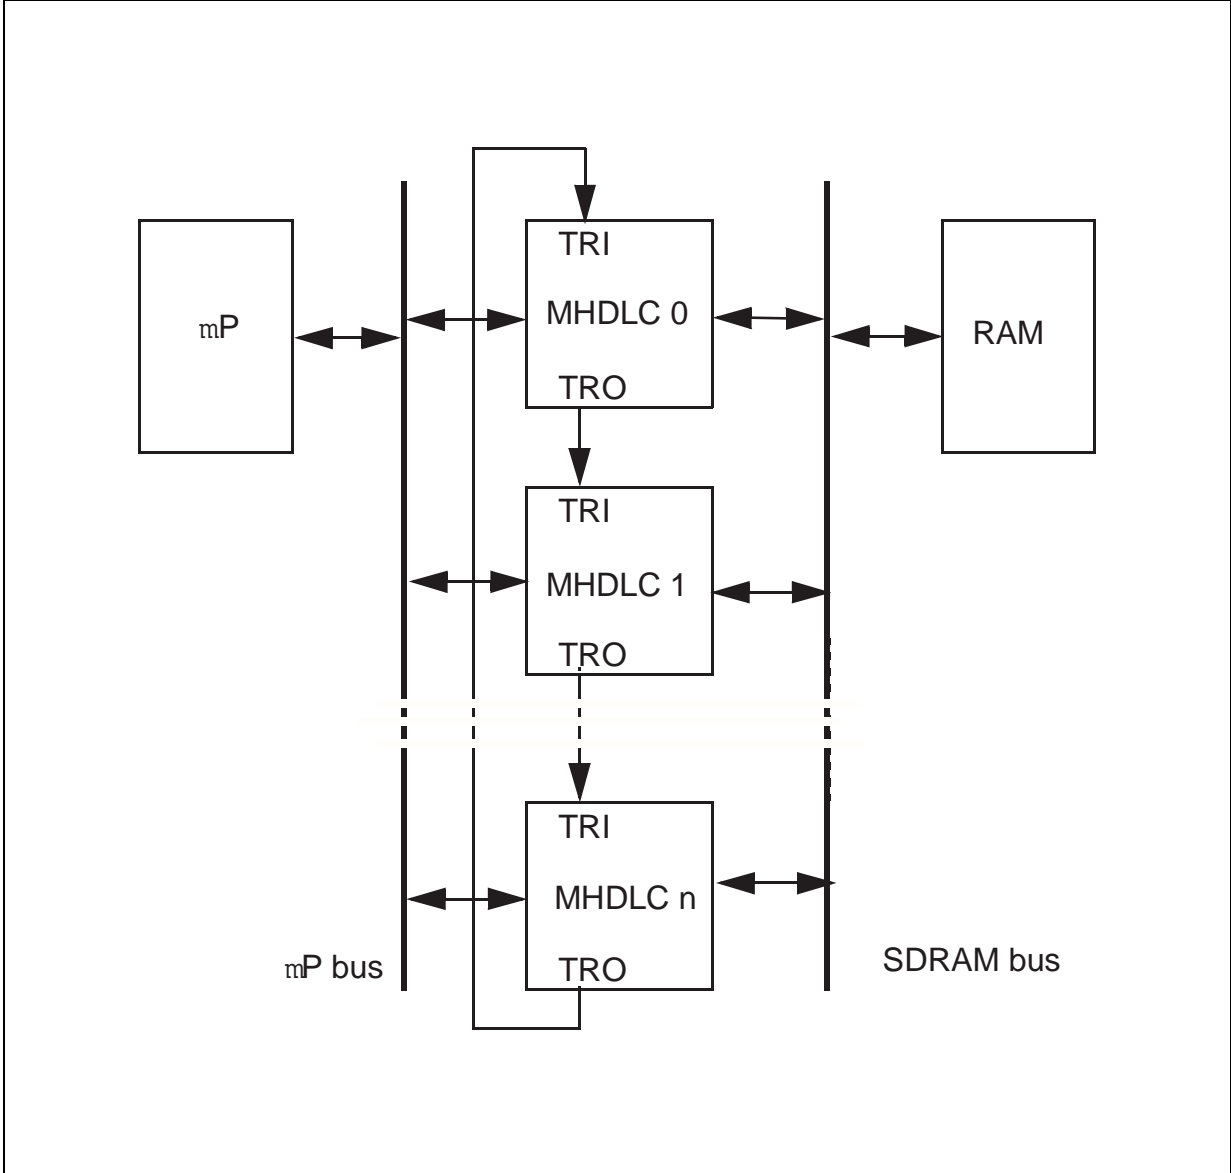 TRI
MHDLC 0
TRO
mP
RAM
TRI
MHDLC 1
TRO
TRI
MHDLC n
TRO
mP bus
SDRAM bus